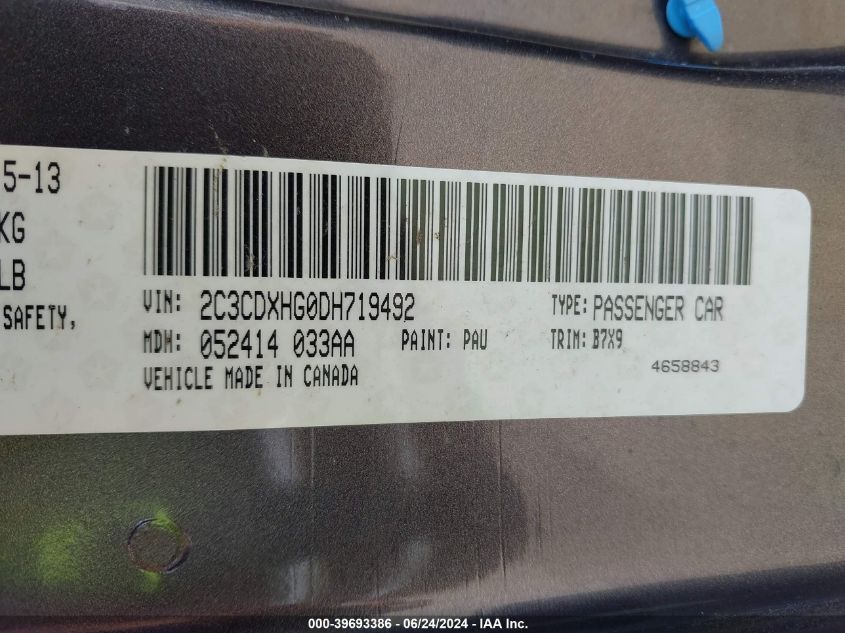 5-13
KG
LB
SAFETY,
VIN: 2C3CDXHG0DH719492 TYPE: PASSENGER CAR
MDH: 052414 033AA PAINT: PAU TRIM: B7X9
VEHICLE MADE IN CANADA 4658843
000-39693386 - 06/24/2024 - IAA Inc.